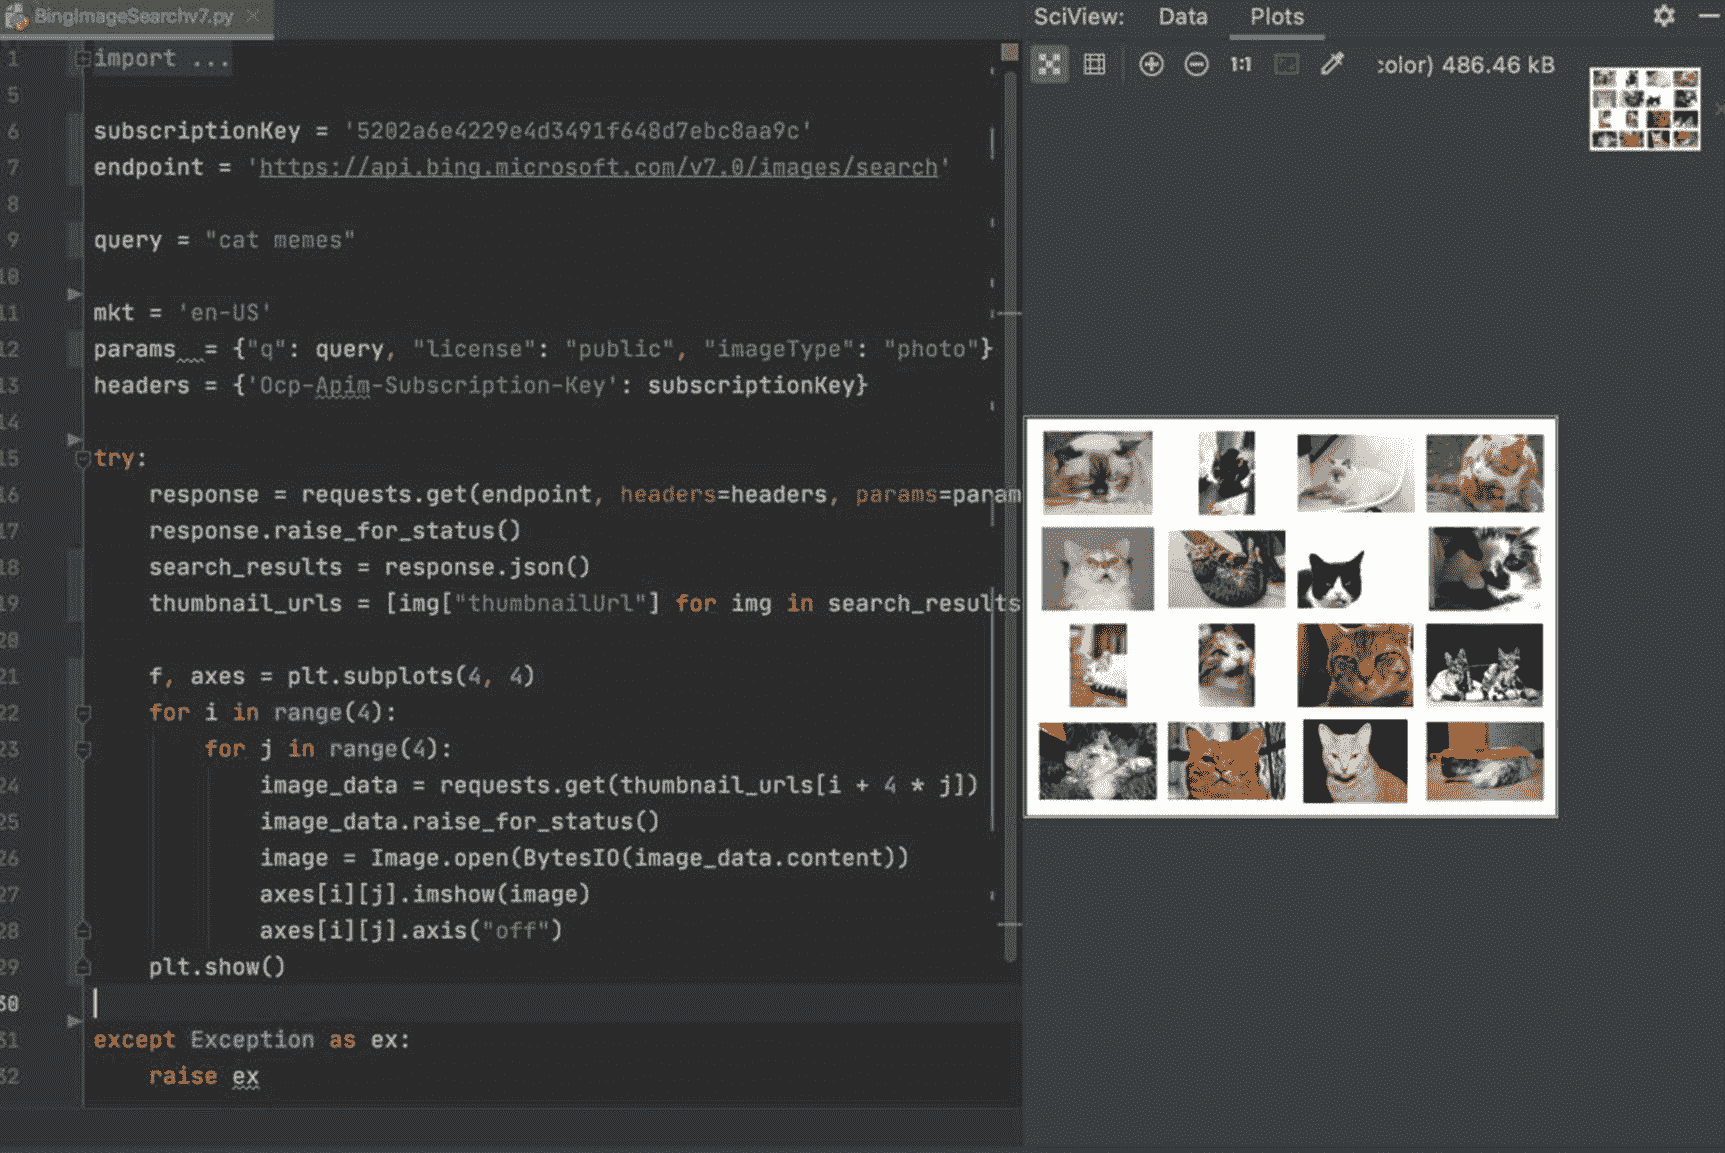 BingImageSearchv7.py
SciView: Data Plots
1:1 :olor) 486.46 kB
1 import ...
5
6 subscriptionKey = '5202a6e4229e4d3491f648d7ebc8aa9c'
7 endpoint = 'https://api.bing.microsoft.com/v7.0/images/search'
8
9 query = "cat memes"
10
11 mkt = 'en-US'
12 params  = {"q": query, "license": "public", "imageType": "photo"}
13 headers = {'Ocp-Apim-Subscription-Key': subscriptionKey}
14
15 try:
16 response = requests.get(endpoint, headers=headers, params=param
17 response.raise_for_status()
18 search_results = response.json()
19 thumbnail_urls = [img["thumbnailUrl"] for img in search_results
20
21 f, axes = plt.subplots(4, 4)
22 for i in range(4):
23 for j in range(4):
24 image_data = requests.get(thumbnail_urls[i + 4 * j])
25 image_data.raise_for_status()
26 image = Image.open(BytesIO(image_data.content))
27 axes[i][j].imshow(image)
28 axes[i][j].axis("off")
29 plt.show()
30
31 except Exception as ex:
32 raise ex